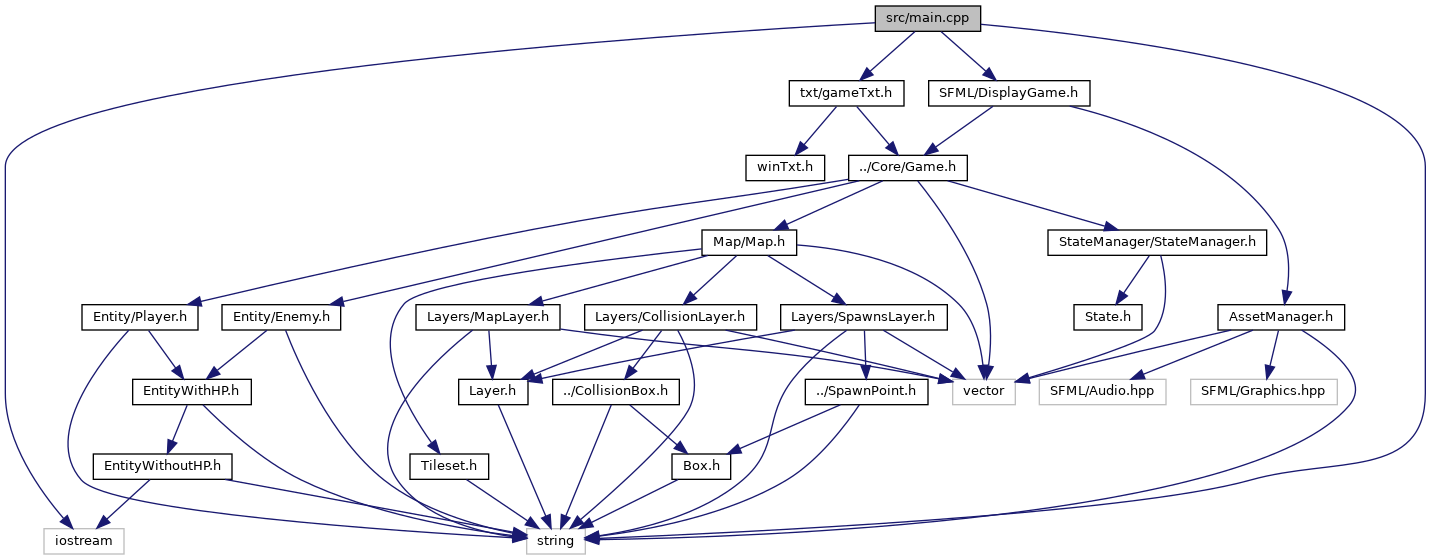 src/main.cpp
txt/gameTxt.h
SFML/DisplayGame.h
winTxt.h
../Core/Game.h
Map/Map.h
StateManager/StateManager.h
Entity/Player.h
Entity/Enemy.h
Layers/MapLayer.h
Layers/CollisionLayer.h
Layers/SpawnsLayer.h
State.h
AssetManager.h
EntityWithHP.h
Layer.h
../CollisionBox.h
../SpawnPoint.h
vector
SFML/Audio.hpp
SFML/Graphics.hpp
EntityWithoutHP.h
Tileset.h
Box.h
iostream
string